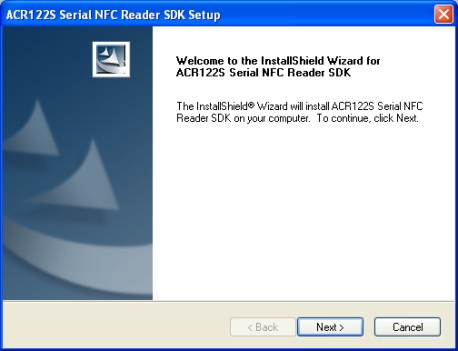 ACR122S Serial NFC Reader SDK Setup
Welcome to the InstallShield Wizard for
ACR122S Serial NFC Reader SDK
The InstallShield® Wizard will install ACR122S Serial NFC
Reader SDK on your computer.  To continue, click Next.
< Back Next > Cancel